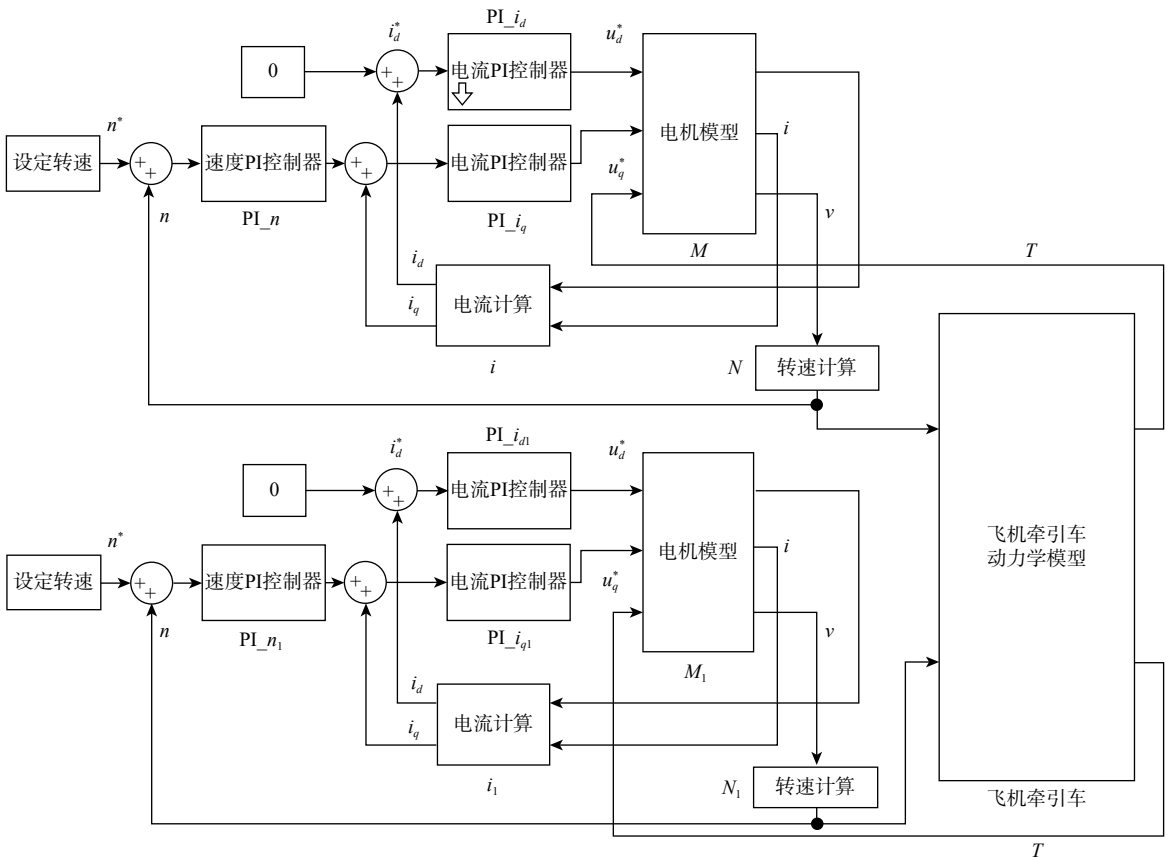 PI_i_d
i_d^*
u_d^*
0
+
+
电流PI控制器
电机模型
i
n^*
设定转速
+
+
速度PI控制器
+
+
电流PI控制器
u_q^*
n
PI_n
PI_i_q
v
M
T
i_d
i_q
电流计算
i
N
转速计算
PI_i_d1
i_d^*
u_d^*
0
+
+
电流PI控制器
电机模型
i
飞机牵引车
动力学模型
n^*
设定转速
+
+
速度PI控制器
+
+
电流PI控制器
u_q^*
n
PI_n_1
PI_i_q1
v
M_1
i_d
i_q
电流计算
i_1
N_1
转速计算
飞机牵引车
T